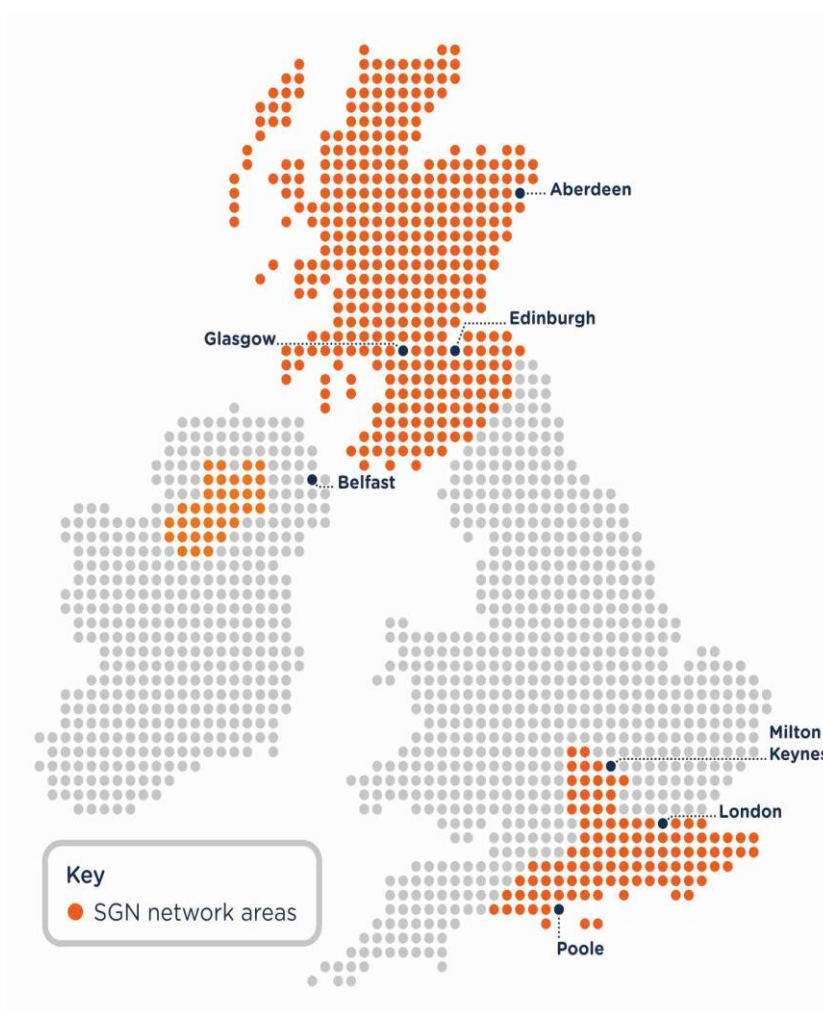 Aberdeen
Edinburgh
Glasgow
Belfast
Milton
Keynes
London
Key
SGN network areas
Poole